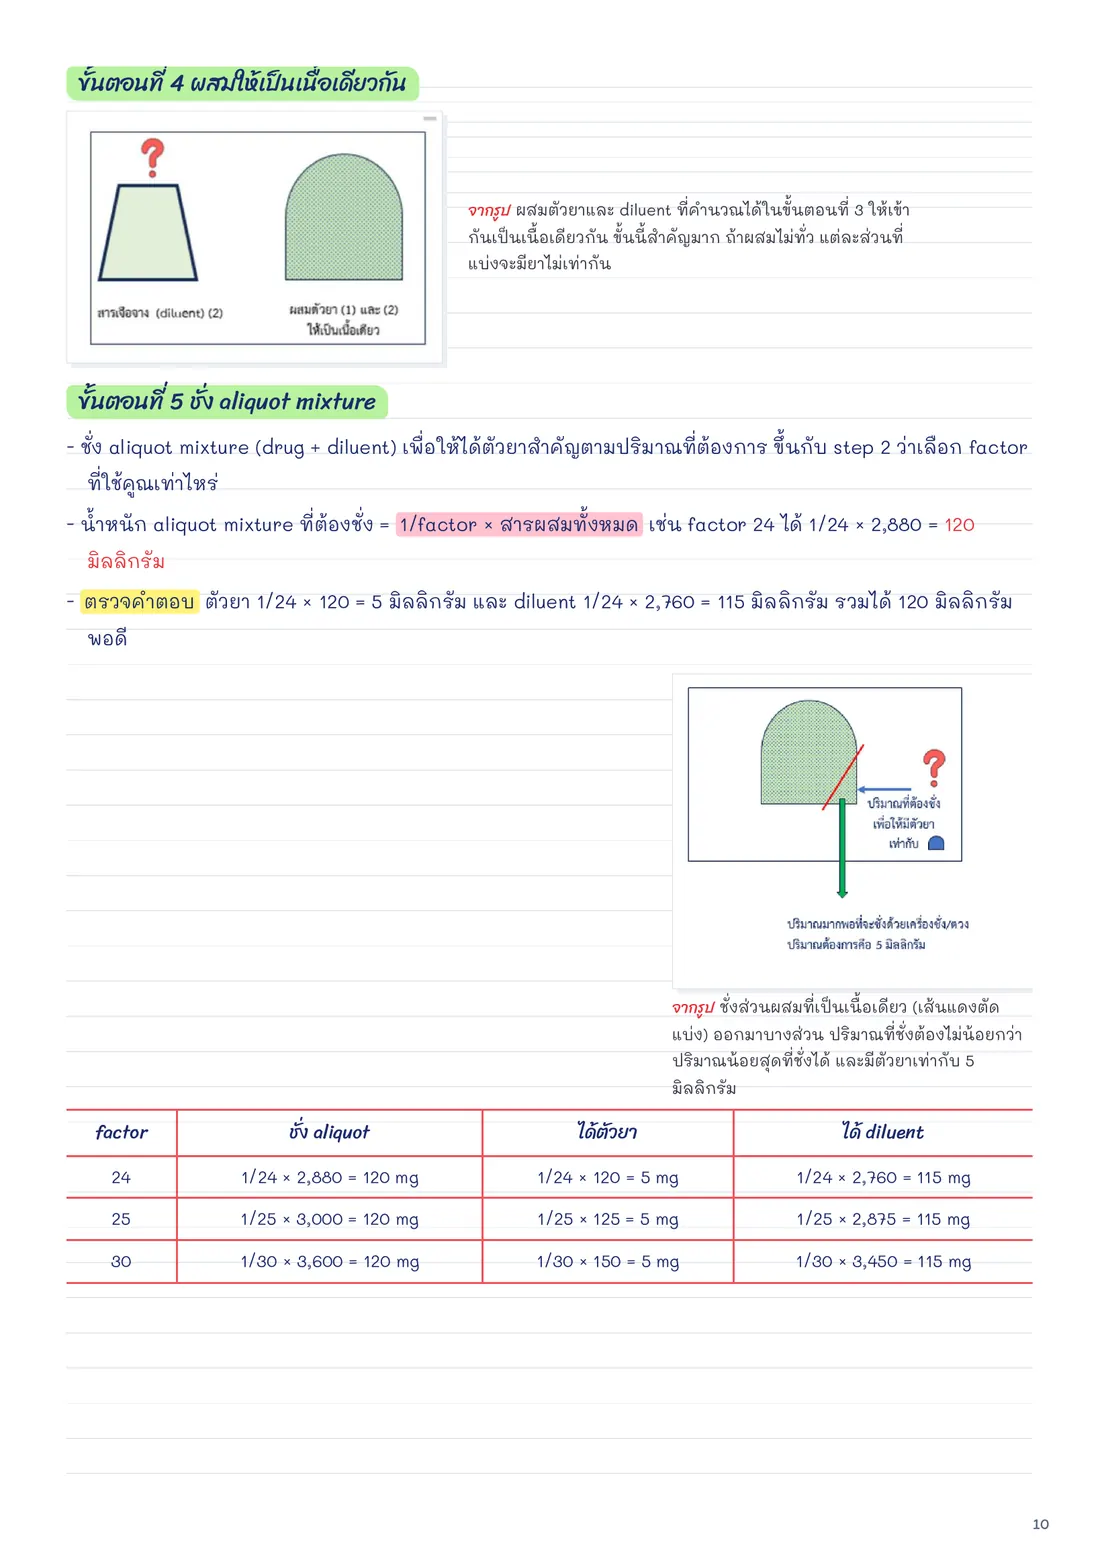 ขั้นตอนที่ 4 ผสมให้เป็นเนื้อเดียวกัน
?
สารเจือจาง (diluent) (2)
ผสมตัวยา (1) และ (2)
ให้เป็นเนื้อเดียว
จากรูป ผสมตัวยาและ diluent ที่คำนวณได้ในขั้นตอนที่ 3 ให้เข้า
กันเป็นเนื้อเดียวกัน ขั้นนี้สำคัญมาก ถ้าผสมไม่ทั่ว แต่ละส่วนที่
แบ่งจะมียาไม่เท่ากัน
ขั้นตอนที่ 5 ชั่ง aliquot mixture
- ชั่ง aliquot mixture (drug + diluent) เพื่อให้ได้ตัวยาสำคัญตามปริมาณที่ต้องการ ขึ้นกับ step 2 ว่าเลือก factor
ที่ใช้คูณเท่าไหร่
- น้ำหนัก aliquot mixture ที่ต้องชั่ง = 1/factor × สารผสมทั้งหมด เช่น factor 24 ได้ 1/24 × 2,880 = 120
มิลลิกรัม
- ตรวจคำตอบ ตัวยา 1/24 × 120 = 5 มิลลิกรัม และ diluent 1/24 × 2,760 = 115 มิลลิกรัม รวมได้ 120 มิลลิกรัม
พอดี
?
ปริมาณที่ต้องชั่ง
เพื่อให้มีตัวยา
เท่ากับ
ปริมาณมากพอที่จะชั่งด้วยเครื่องชั่ง/ตวง
ปริมาณต้องการคือ 5 มิลลิกรัม
จากรูป ชั่งส่วนผสมที่เป็นเนื้อเดียว (เส้นแดงตัด
แบ่ง) ออกมาบางส่วน ปริมาณที่ชั่งต้องไม่น้อยกว่า
ปริมาณน้อยสุดที่ชั่งได้ และมีตัวยาเท่ากับ 5
มิลลิกรัม
factor ชั่ง aliquot ได้ตัวยา ได้ diluent
24 1/24 × 2,880 = 120 mg 1/24 × 120 = 5 mg 1/24 × 2,760 = 115 mg
25 1/25 × 3,000 = 120 mg 1/25 × 125 = 5 mg 1/25 × 2,875 = 115 mg
30 1/30 × 3,600 = 120 mg 1/30 × 150 = 5 mg 1/30 × 3,450 = 115 mg
10